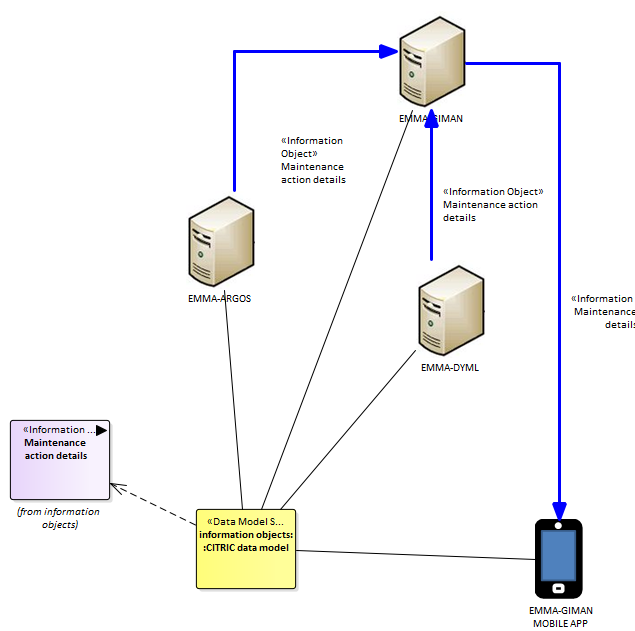 EMMA-GIMAN
«Information
Object»
Maintenance
action details
«Information Object»
Maintenance action
details
EMMA-ARGOS
«Information
Maintenance
details
EMMA-DYML
«Information ...
Maintenance
action details
(from information
objects)
«Data Model S...
information objects:
:CITRIC data model
EMMA-GIMAN
MOBILE APP